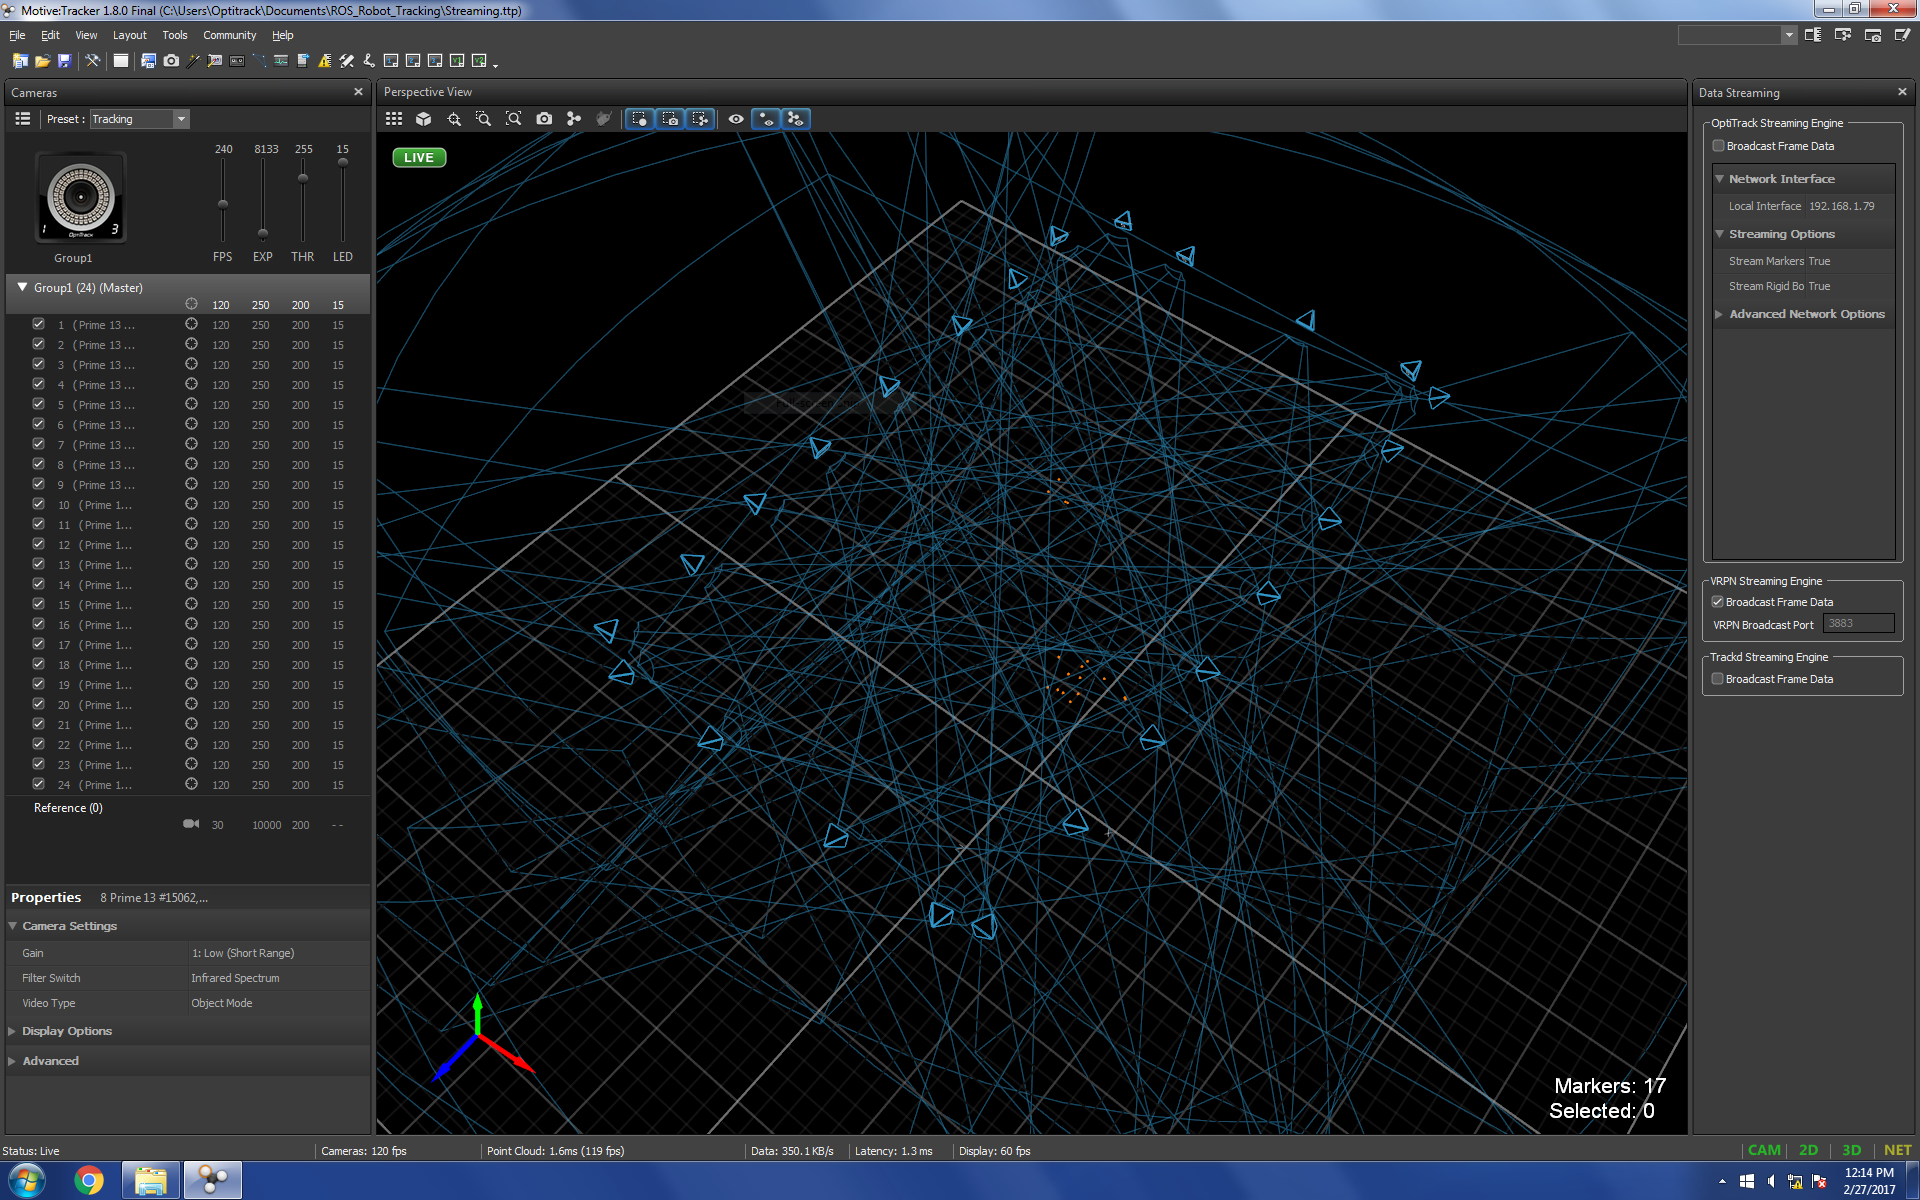 Motive:Tracker 1.8.0 Final (C:\Users\Optitrack\Documents\ROS_Robot_Tracking\Streaming.ttp)
File Edit View Layout Tools Community Help
Cameras
Preset : Tracking
240 8133 255 15
1 OptiTrack 3
Group1
FPS EXP THR LED
Group1 (24) (Master)
120 250 200 15
1 (Prime 13 ... 120 250 200 15
2 (Prime 13 ... 120 250 200 15
3 (Prime 13 ... 120 250 200 15
4 (Prime 13 ... 120 250 200 15
5 (Prime 13 ... 120 250 200 15
6 (Prime 13 ... 120 250 200 15
7 (Prime 13 ... 120 250 200 15
8 (Prime 13 ... 120 250 200 15
9 (Prime 13 ... 120 250 200 15
10 (Prime 1... 120 250 200 15
11 (Prime 1... 120 250 200 15
12 (Prime 1... 120 250 200 15
13 (Prime 1... 120 250 200 15
14 (Prime 1... 120 250 200 15
15 (Prime 1... 120 250 200 15
16 (Prime 1... 120 250 200 15
17 (Prime 1... 120 250 200 15
18 (Prime 1... 120 250 200 15
19 (Prime 1... 120 250 200 15
20 (Prime 1... 120 250 200 15
21 (Prime 1... 120 250 200 15
22 (Prime 1... 120 250 200 15
23 (Prime 1... 120 250 200 15
24 (Prime 1... 120 250 200 15
Reference (0)
30 10000 200 - -
Properties 8 Prime 13 #15062,...
Camera Settings
Gain 1: Low (Short Range)
Filter Switch Infrared Spectrum
Video Type Object Mode
Display Options
Advanced
Perspective View
LIVE
Markers: 17
Selected: 0
Data Streaming
OptiTrack Streaming Engine
Broadcast Frame Data
Network Interface
Local Interface 192.168.1.79
Streaming Options
Stream Markers True
Stream Rigid Bo True
Advanced Network Options
VRPN Streaming Engine
Broadcast Frame Data
VRPN Broadcast Port 3883
Trackd Streaming Engine
Broadcast Frame Data
Status: Live Cameras: 120 fps Point Cloud: 1.6ms (119 fps) Data: 350.1 KB/s Latency: 1.3 ms Display: 60 fps CAM 2D 3D NET
12:14 PM
2/27/2017